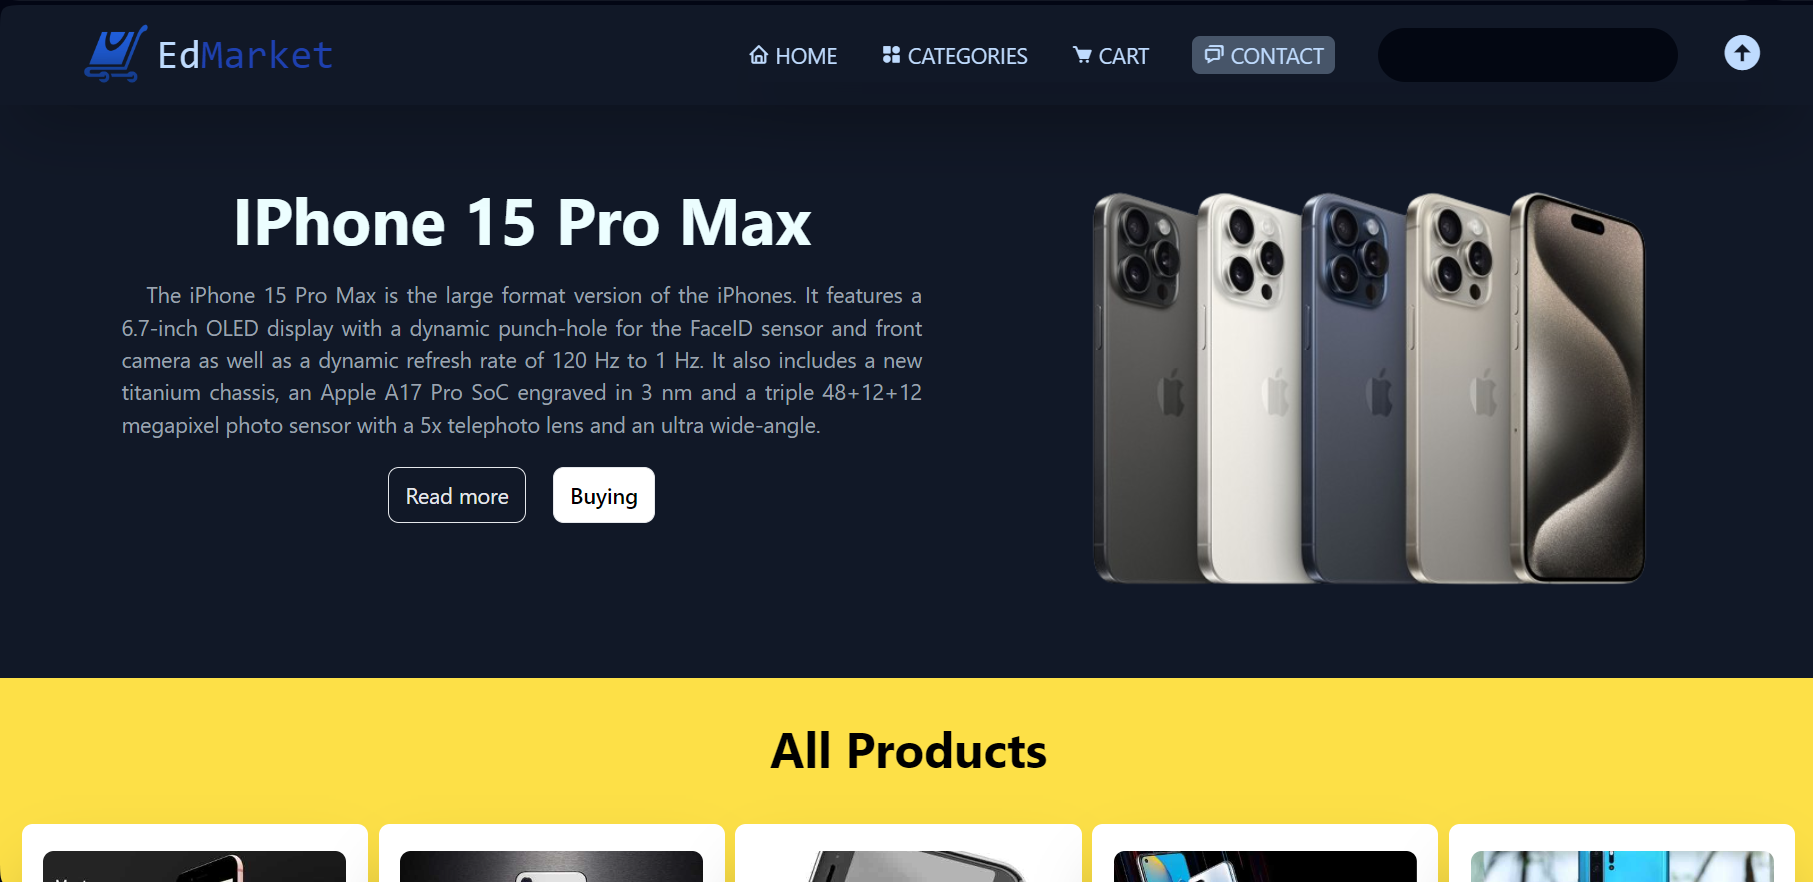 EdMarket
HOME
CATEGORIES
CART
CONTACT
IPhone 15 Pro Max
The iPhone 15 Pro Max is the large format version of the iPhones. It features a
6.7-inch OLED display with a dynamic punch-hole for the FaceID sensor and front
camera as well as a dynamic refresh rate of 120 Hz to 1 Hz. It also includes a new
titanium chassis, an Apple A17 Pro SoC engraved in 3 nm and a triple 48+12+12
megapixel photo sensor with a 5x telephoto lens and an ultra wide-angle.
Read more
Buying
All Products